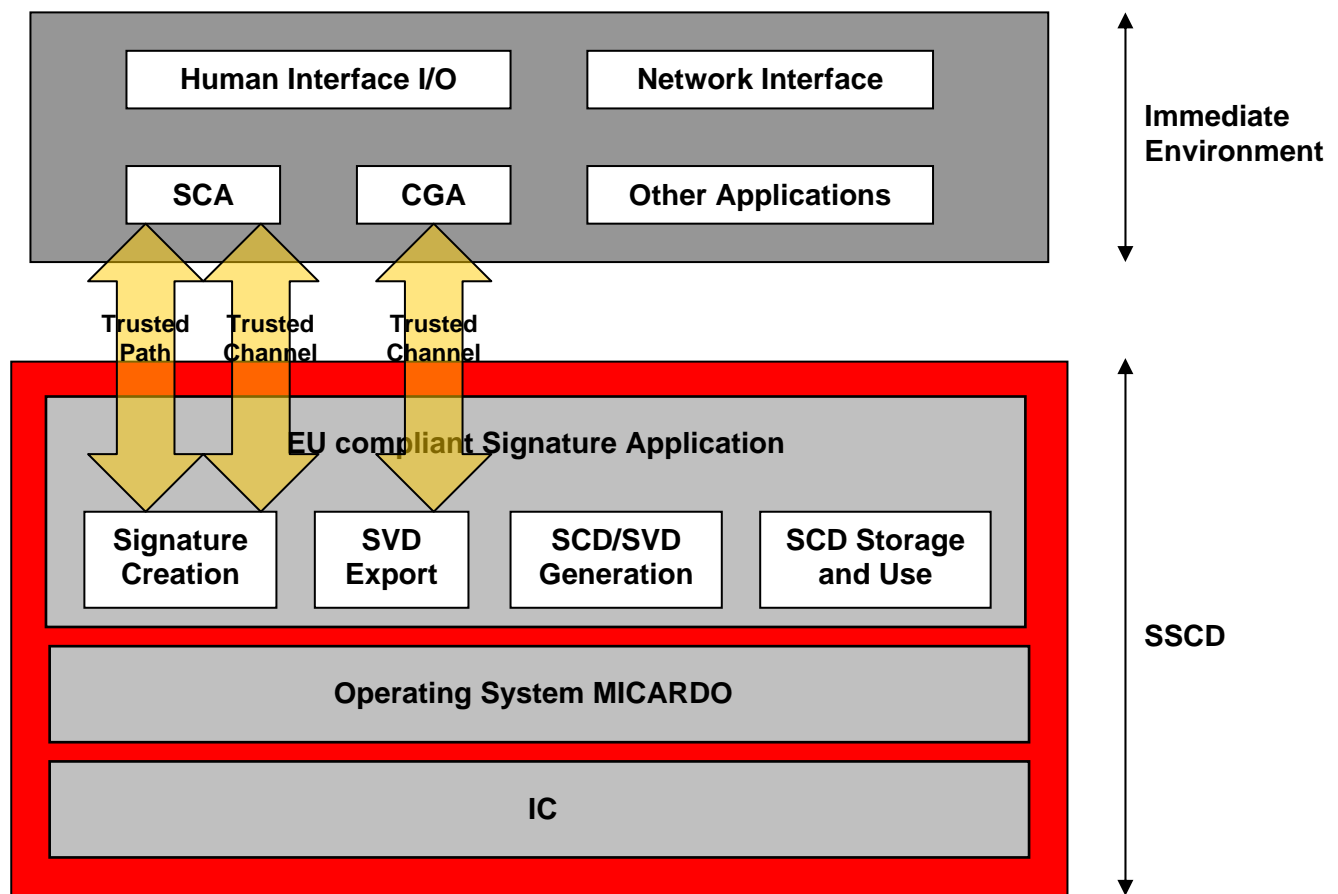 Human Interface I/O
Network Interface
Immediate
Environment
SCA
CGA
Other Applications
Trusted
Path
Trusted
Channel
Trusted
Channel
EU compliant Signature Application
Signature
Creation
SVD
Export
SCD/SVD
Generation
SCD Storage
and Use
SSCD
Operating System MICARDO
IC